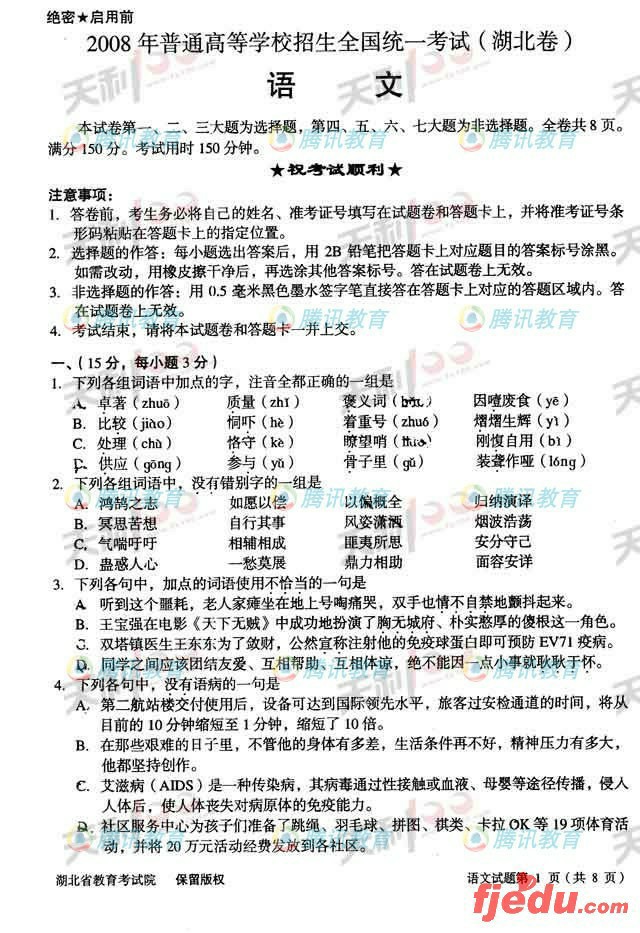 绝密★启用前
2008 年普通高等学校招生全国统一考试（湖北卷）
语 文
本试卷第一、二、三大题为选择题，第四、五、六、七大题为非选择题。全卷共 8 页。
满分 150 分。考试用时 150 分钟。
★祝考试顺利★
注意事项：
1. 答卷前，考生务必将自己的姓名、准考证号填写在试题卷和答题卡上，并将准考证号条
形码粘贴在答题卡上的指定位置。
2. 选择题的作答：每小题选出答案后，用 2B 铅笔把答题卡上对应题目的答案标号涂黑。
如需改动，用橡皮擦干净后，再选涂其他答案标号。答在试题卷上无效。
3. 非选择题的作答：用 0.5 毫米黑色墨水签字笔直接答在答题卡上对应的答题区域内。答
在试题卷上无效。
4. 考试结束，请将本试题卷和答题卡一并上交。
一、（15 分，每小题 3 分）
1. 下列各组词语中加点的字，注音全都正确的一组是
A. 卓著（zhuō） 质量（zhǐ） 褒义词 因噎废食（yē）
B. 比较（jiào） 恫吓（hè） 着重号（zhuó） 熠熠生辉（yì）
C. 处理（chù） 恪守（kè） 瞭望哨 刚愎自用（bì）
D. 供应（gōng） 参与（yǔ） 骨子里（gǔ） 装聋作哑（lóng）
2. 下列各组词语中，没有错别字的一组是
A. 鸿鹄之志 如愿以偿 以偏概全 归纳演译
B. 冥思苦想 自行其事 风姿潇洒 烟波浩荡
C. 气喘吁吁 相辅相成 匪夷所思 安分守己
D. 蛊惑人心 一愁莫展 鼎力相助 面容安详
3. 下列各句中，加点的词语使用不恰当的一句是
A. 听到这个噩耗，老人家瘫坐在地上号啕痛哭，双手也情不自禁地颤抖起来。
B. 王宝强在电影《天下无贼》中成功地扮演了胸无城府、朴实憨厚的傻根这一角色。
C. 双塔镇医生王东东为了敛财，公然宣称注射他的免疫球蛋白即可预防 EV71 疫病。
D. 同学之间应该团结友爱、互相帮助、互相体谅，绝不能因一点小事就耿耿于怀。
4. 下列各句中，没有语病的一句是
A. 第二航站楼交付使用后，设备可达到国际领先水平，旅客过安检通道的时间，将从
目前的 10 分钟缩短至 1 分钟，缩短了 10 倍。
B. 在那些艰难的日子里，不管他的身体有多差，生活条件再不好，精神压力有多大，
他都坚持创作。
C. 艾滋病（AIDS）是一种传染病，其病毒通过性接触或血液、母婴等途径传播，侵入
人体后，使人体丧失对病原体的免疫能力。
D. 社区服务中心为孩子们准备了跳绳、羽毛球、拼图、棋类、卡拉 OK 等 19 项体育活
动，并将 20 万元活动经费发放到各社区。
湖北省教育考试院 保留版权 语文试题第 1 页（共 8 页）
fjedu.com
天利100
腾讯教育